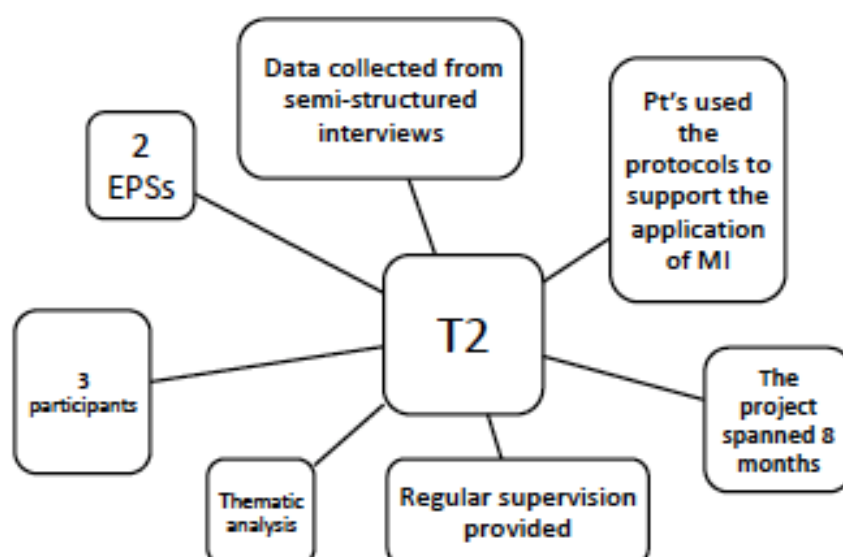 Data collected from
semi-structured
interviews
Pt's used
the
protocols to
support the
application
of MI
2
EPSs
T2
3
participants
The
project
spanned 8
months
Thematic
analysis
Regular supervision
provided